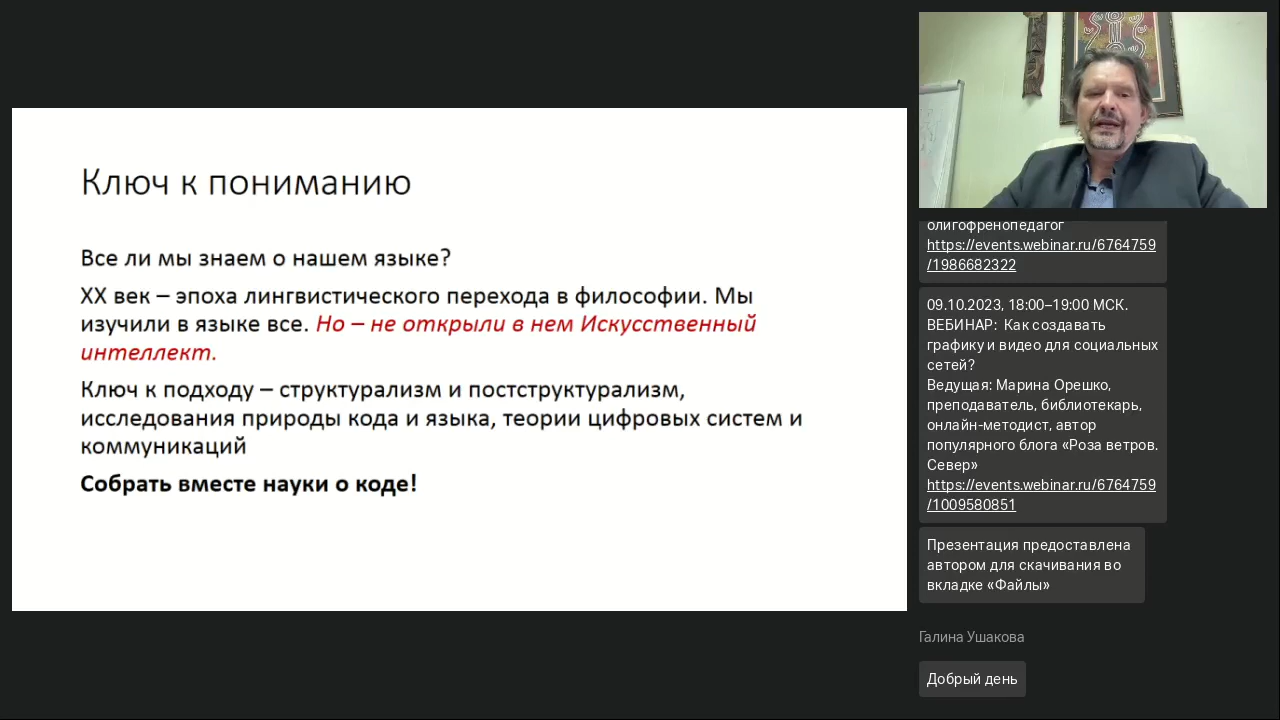 Ключ к пониманию
Все ли мы знаем о нашем языке?
XX век – эпоха лингвистического перехода в философии. Мы
изучили в языке все. Но – не открыли в нем Искусственный
интеллект.
Ключ к подходу – структурализм и постструктурализм,
исследования природы кода и языка, теории цифровых систем и
коммуникаций
Собрать вместе науки о коде!
олигофренопедагог
https://events.webinar.ru/6764759
/1986682322
09.10.2023, 18:00–19:00 МСК.
ВЕБИНАР: Как создавать
графику и видео для социальных
сетей?
Ведущая: Марина Орешко,
преподаватель, библиотекарь,
онлайн-методист, автор
популярного блога «Роза ветров.
Север»
https://events.webinar.ru/6764759
/1009580851
Презентация предоставлена
автором для скачивания во
вкладке «Файлы»
Галина Ушакова
Добрый день